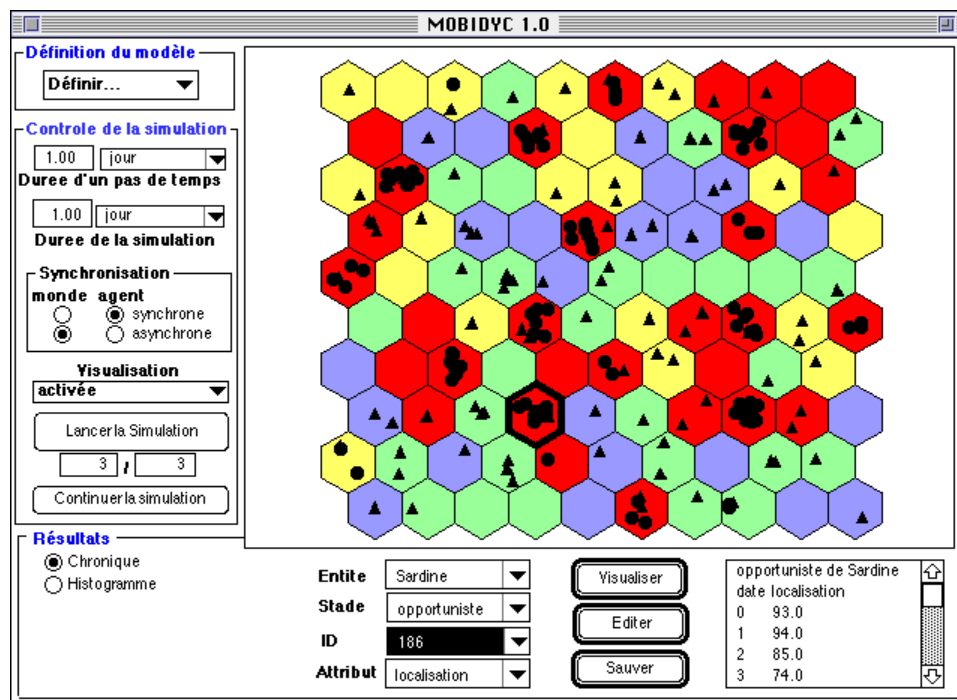 MOBIDYC 1.0
Définition du modèle
Définir...
Controle de la simulation
1.00 jour
Duree d'un pas de temps
1.00 jour
Duree de la simulation
Synchronisation
monde agent
synchrone
asynchrone
Visualisation
activée
Lancer la Simulation
3 / 3
Continuer la simulation
Résultats
Chronique
Histogramme
Entite Sardine
Stade opportuniste
ID 186
Attribut localisation
Visualiser
Editer
Sauver
opportuniste de Sardine
date localisation
0 93.0
1 94.0
2 85.0
3 74.0